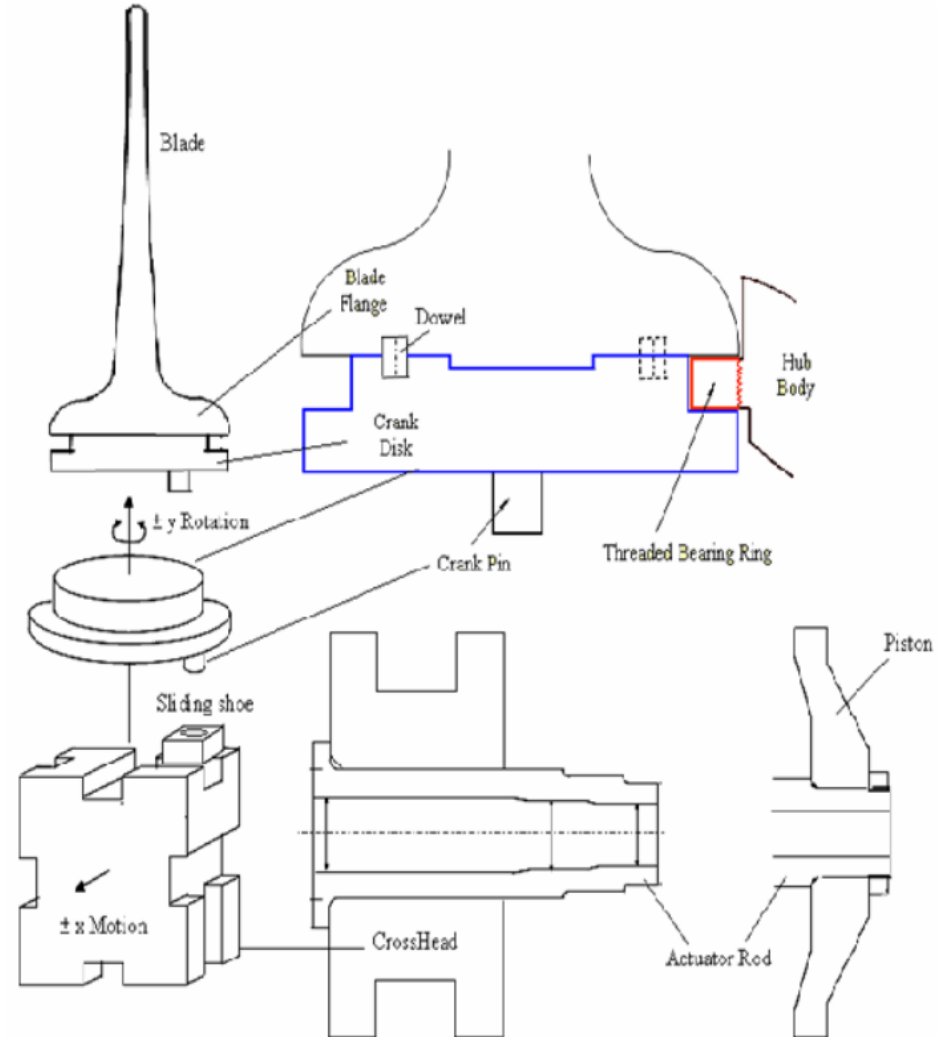 Blade
Blade
Flange
Dowel
Hub
Body
Crank
Disk
± y Rotation
Threaded Bearing Ring
Crank Pin
Sliding shoe
Piston
± x Motion
CrossHead
Actuator Rod